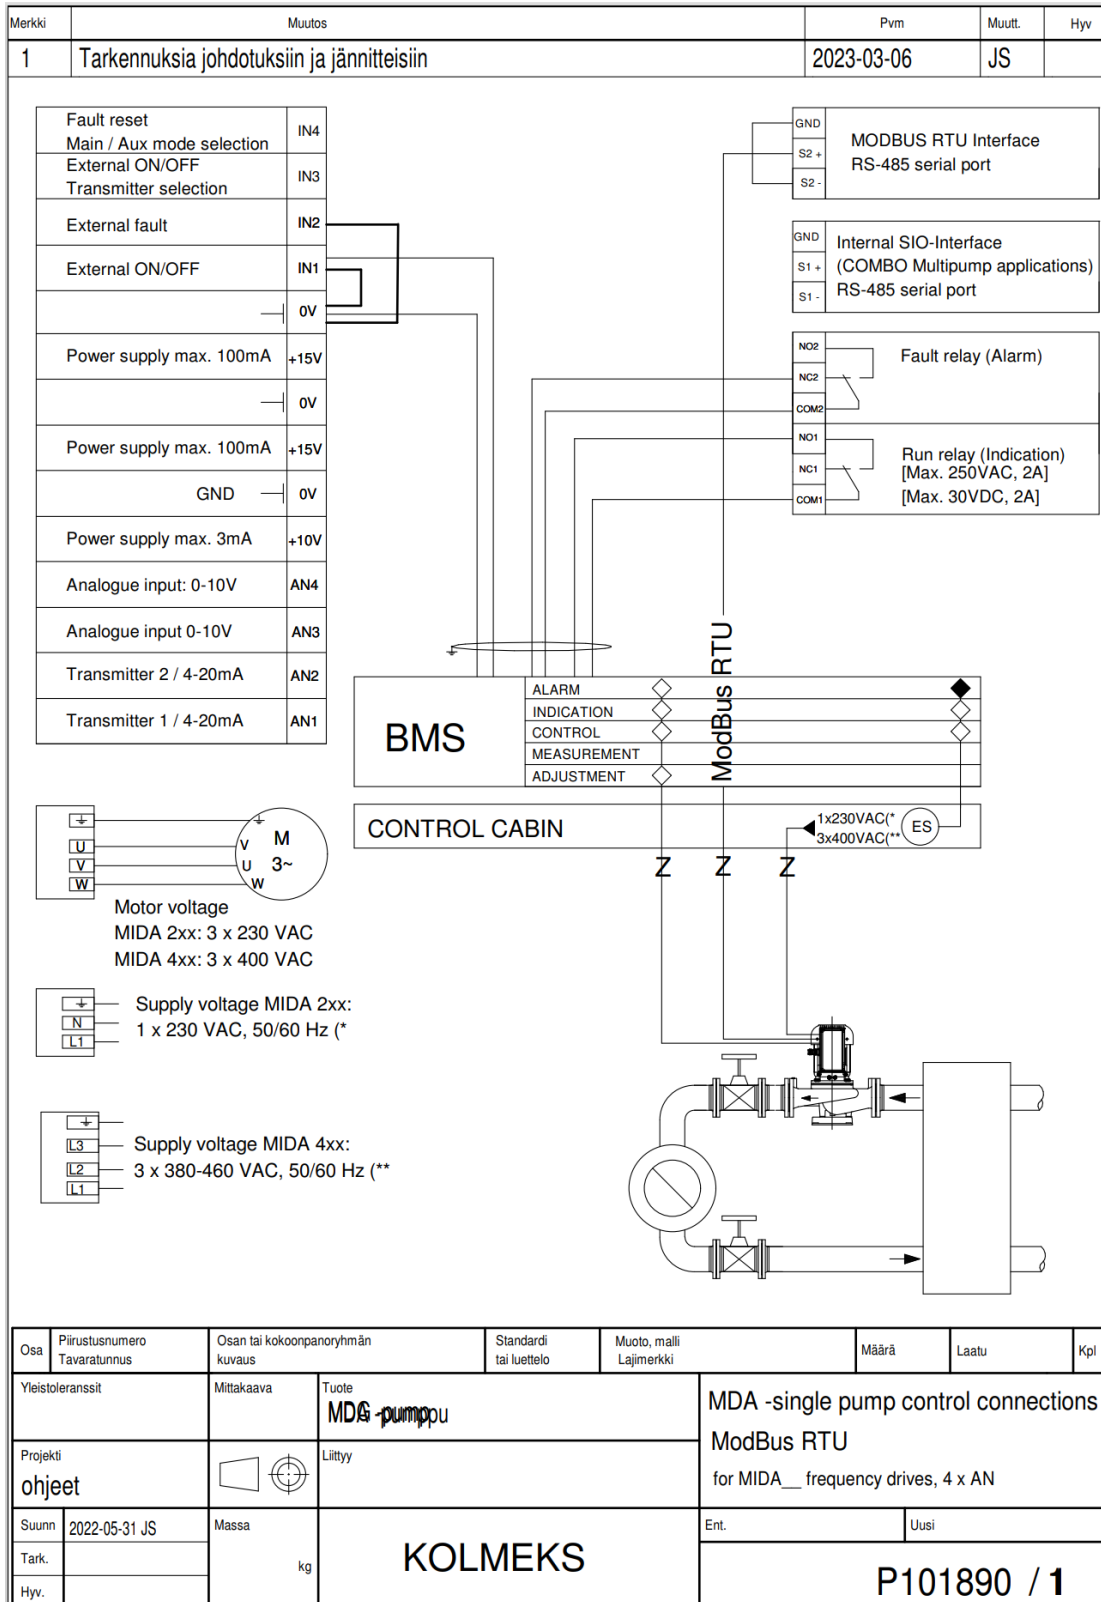 Merkki Muutos Pvm Muutt. Hyv
1 Tarkennuksia johdotuksiin ja jännitteisiin 2023-03-06 JS
Fault reset
Main / Aux mode selection
IN4
External ON/OFF
Transmitter selection
IN3
External fault IN2
External ON/OFF IN1
0V
Power supply max. 100mA +15V
0V
Power supply max. 100mA +15V
GND 0V
Power supply max. 3mA +10V
Analogue input: 0-10V AN4
Analogue input 0-10V AN3
Transmitter 2 / 4-20mA AN2
Transmitter 1 / 4-20mA AN1
GND
S2 +
S2 -
MODBUS RTU Interface
RS-485 serial port
GND
S1 +
S1 -
Internal SIO-Interface
(COMBO Multipump applications)
RS-485 serial port
NO2
NC2
COM2
Fault relay (Alarm)
NO1
NC1
COM1
Run relay (Indication)
[Max. 250VAC, 2A]
[Max. 30VDC, 2A]
ModBus RTU
BMS
ALARM
INDICATION
CONTROL
MEASUREMENT
ADJUSTMENT
CONTROL CABIN
1x230VAC(*
3x400VAC(**
ES
Z Z Z
U
V
W
V
U
W
M
3~
Motor voltage
MIDA 2xx: 3 x 230 VAC
MIDA 4xx: 3 x 400 VAC
N
L1
Supply voltage MIDA 2xx:
1 x 230 VAC, 50/60 Hz (*
L3
L2
L1
Supply voltage MIDA 4xx:
3 x 380-460 VAC, 50/60 Hz (**
Osa
Piirustusnumero
Tavaratunnus
Osan tai kokoonpanoryhmän
kuvaus
Standardi
tai luettelo
Muoto, malli
Lajimerkki
Määrä
Laatu
Kpl
Yleistoleranssit
Mittakaava
Tuote
MDA -single pump control connections
ModBus RTU
for MIDA__ frequency drives, 4 x AN
Projekti
ohjeet
Liittyy
Suunn 2022-05-31 JS
Tark.
Hyv.
Massa
kg
KOLMEKS
Ent.
Uusi
P101890 / 1